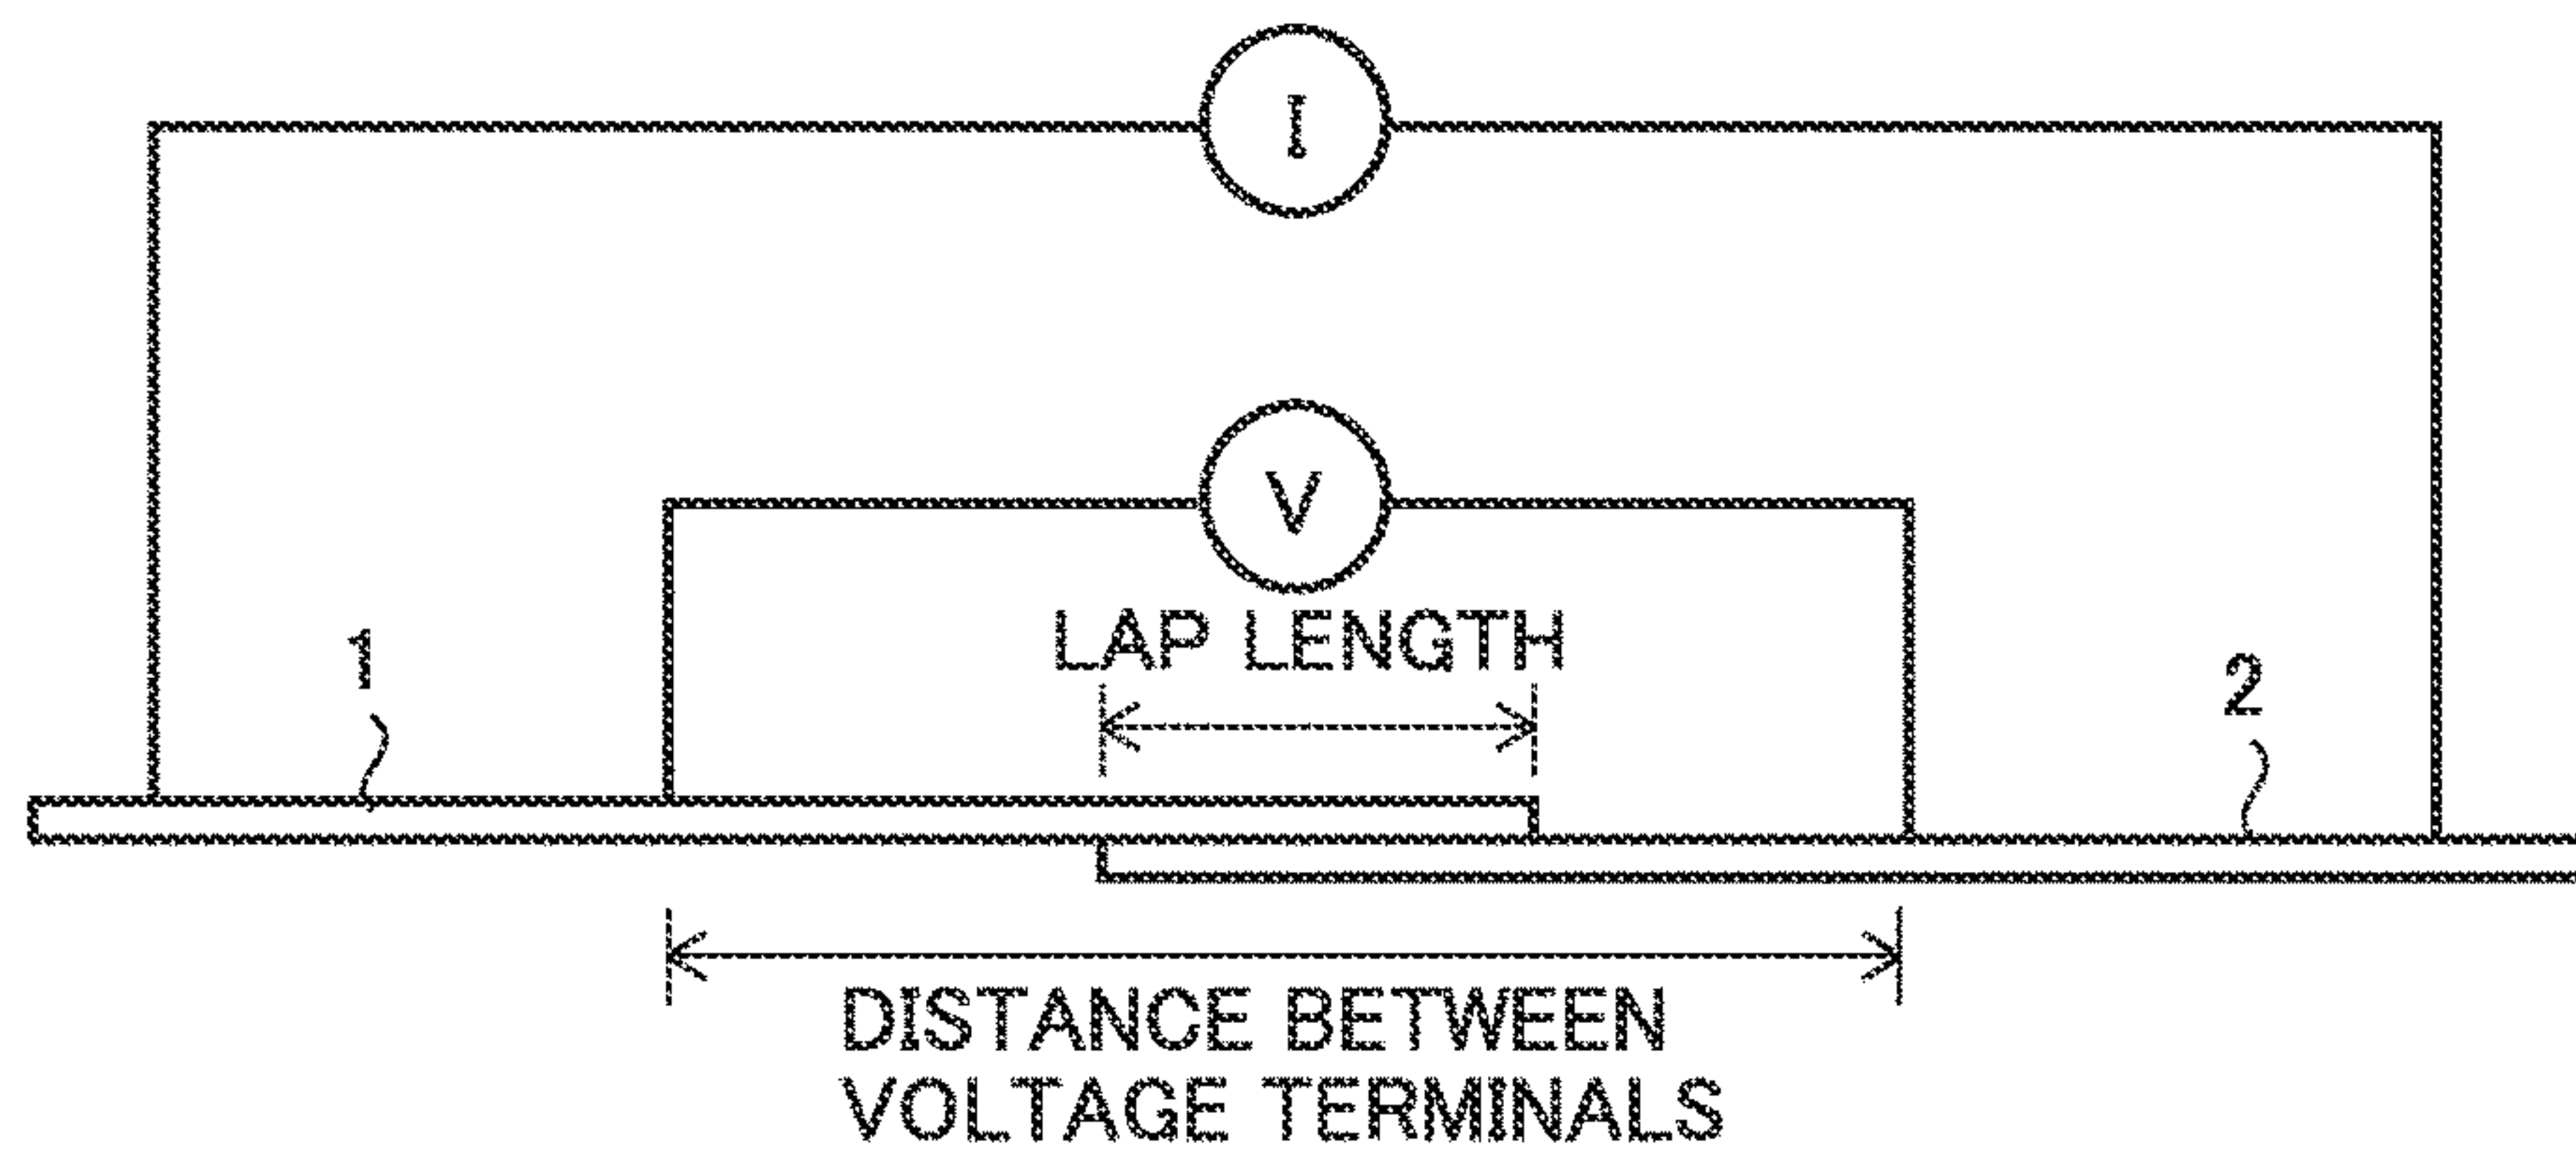 I
V
LAP LENGTH
1
2
DISTANCE BETWEEN
VOLTAGE TERMINALS